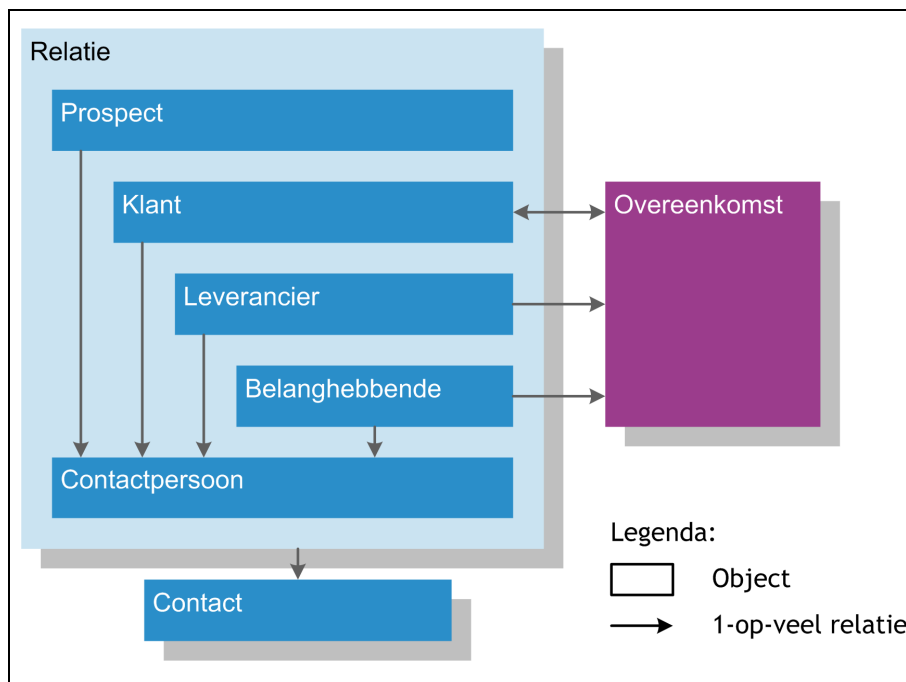 Relatie
Prospect
Klant
Overeenkomst
Leverancier
Belanghebbende
Contactpersoon
Legenda:
Object
Contact
1-op-veel relatie